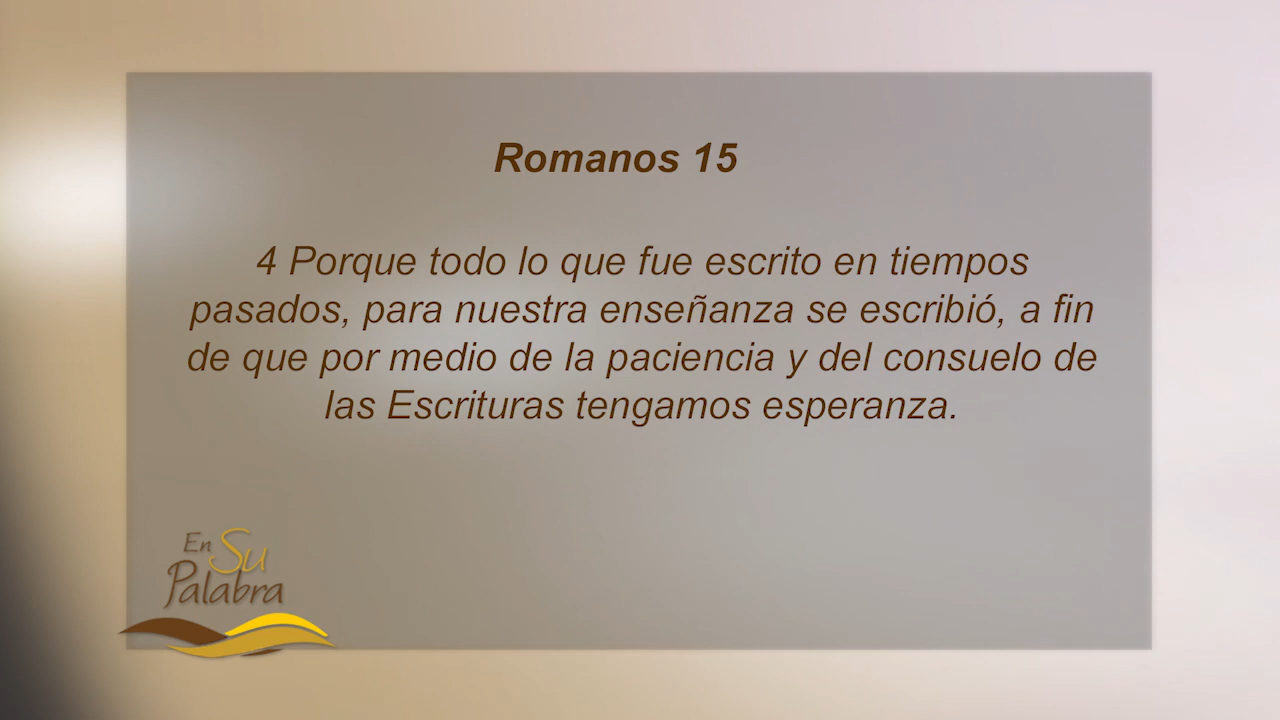 Romanos 15
4 Porque todo lo que fue escrito en tiempos
pasados, para nuestra enseñanza se escribió, a fin
de que por medio de la paciencia y del consuelo de
las Escrituras tengamos esperanza.
En Su
Palabra